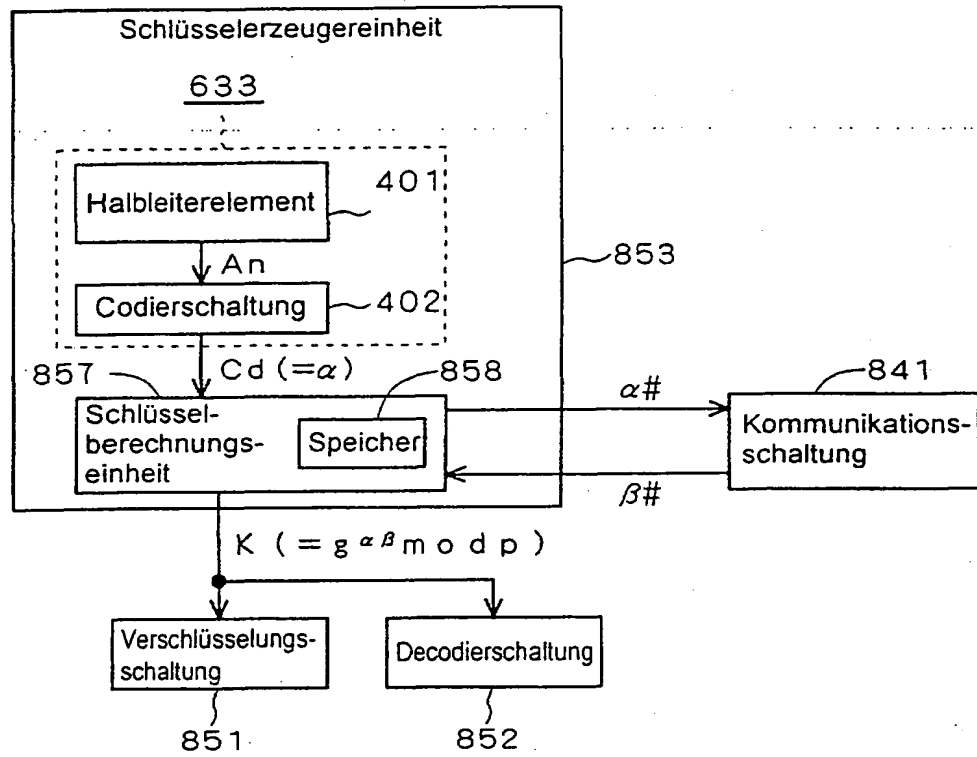 Schlüsselerzeugereinheit
633
Halbleiterelement
401
An
853
Codierschaltung
402
857
Cd (=α)
858
841
Schlüssel-
berechnungs-
einheit
Speicher
α#
β#
Kommunikations-
schaltung
K (=g^αβ mod p)
Verschlüsselungs-
schaltung
Decodierschaltung
851
852